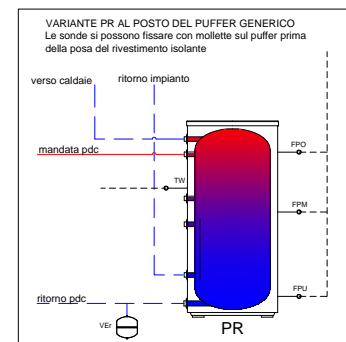 VARIANTE PR AL POSTO DEL PUFFER GENERICO
Le sonde si possono fissare con mollette sul puffer prima
della posa del rivestimento isolante
verso caldaie
ritorno impianto
mandata pdc
FPO
TW
FPM
ritorno pdc
FPU
VEr
PR